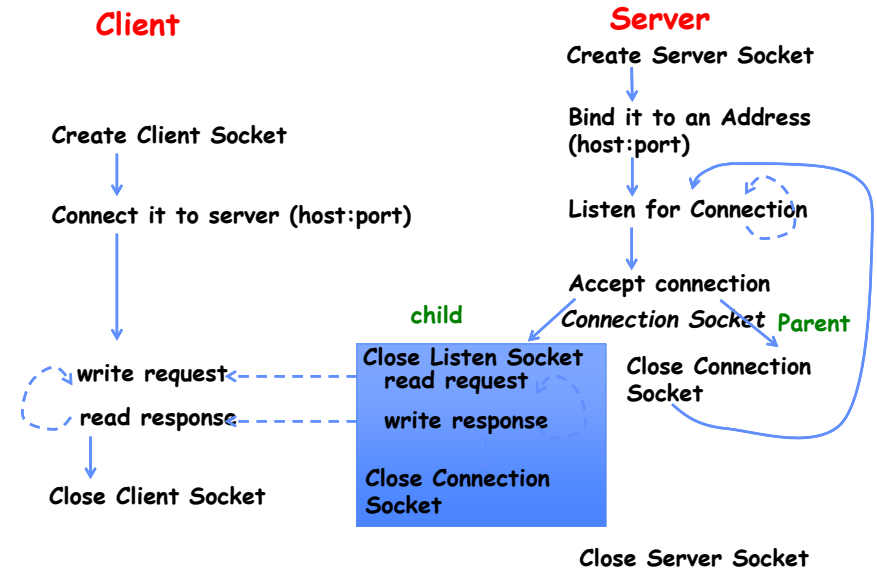 Client
Server
Create Server Socket
Bind it to an Address
(host:port)
Create Client Socket
Connect it to server (host:port)
Listen for Connection
Accept connection
child
Connection Socket
Parent
Close Listen Socket
read request
Close Connection
Socket
write request
read response
write response
Close Connection
Socket
Close Client Socket
Close Server Socket